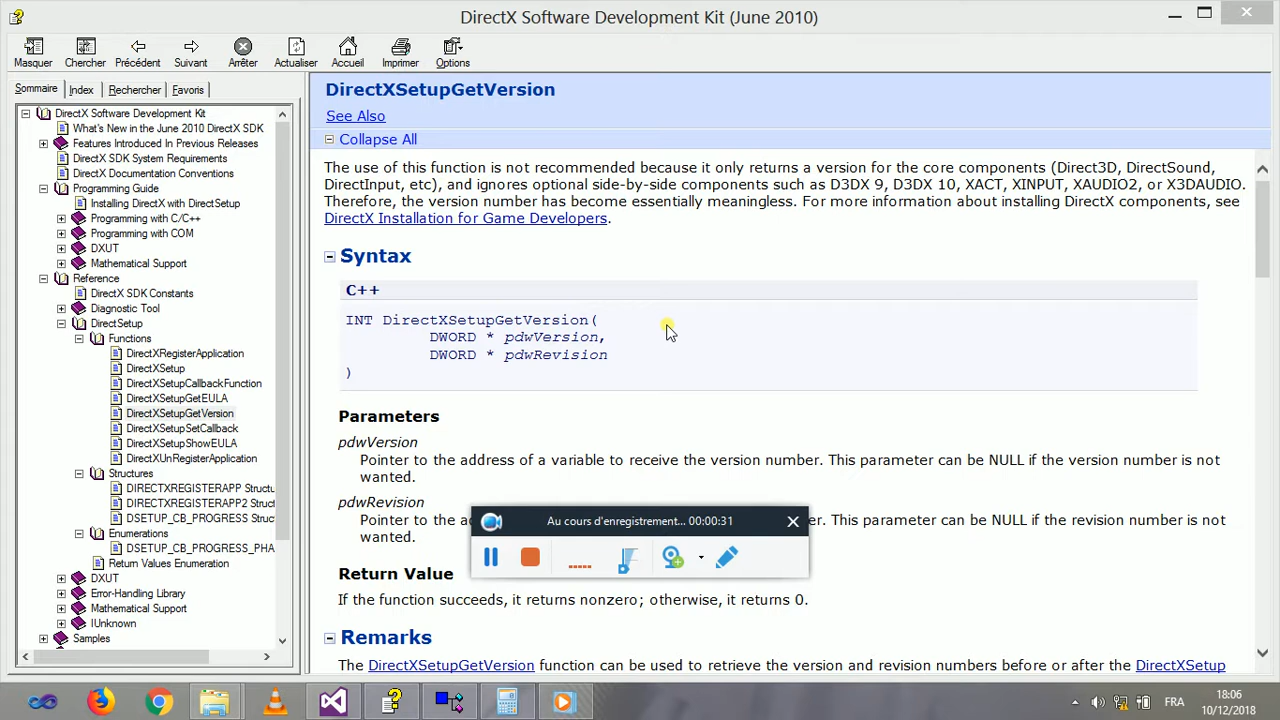 DirectX Software Development Kit (June 2010)
Masquer Chercher Précédent Suivant Arrêter Actualiser Accueil Imprimer Options
Sommaire Index Rechercher Favoris
DirectX Software Development Kit
What's New in the June 2010 DirectX SDK
Features Introduced In Previous Releases
DirectX SDK System Requirements
DirectX Documentation Conventions
Programming Guide
Installing DirectX with DirectSetup
Programming with C/C++
Programming with COM
DXUT
Mathematical Support
Reference
DirectX SDK Constants
Diagnostic Tool
DirectSetup
Functions
DirectXRegisterApplication
DirectXSetup
DirectXSetupCallbackFunction
DirectXSetupGetEULA
DirectXSetupGetVersion
DirectXSetupSetCallback
DirectXSetupShowEULA
DirectXUnRegisterApplication
Structures
DIRECTXREGISTERAPP Structu
DIRECTXREGISTERAPP2 Struct
DSETUP_CB_PROGRESS Struc
Enumerations
DSETUP_CB_PROGRESS_PHA
Return Values Enumeration
DXUT
Error-Handling Library
Mathematical Support
IUnknown
Samples
DirectXSetupGetVersion
See Also
Collapse All
The use of this function is not recommended because it only returns a version for the core components (Direct3D, DirectSound,
DirectInput, etc), and ignores optional side-by-side components such as D3DX 9, D3DX 10, XACT, XINPUT, XAUDIO2, or X3DAUDIO.
Therefore, the version number has become essentially meaningless. For more information about installing DirectX components, see
DirectX Installation for Game Developers.
Syntax
C++
INT DirectXSetupGetVersion(
DWORD * pdwVersion,
DWORD * pdwRevision
)
Parameters
pdwVersion
Pointer to the address of a variable to receive the version number. This parameter can be NULL if the version number is not
wanted.
pdwRevision
Pointer to the er. This parameter can be NULL if the revision number is not
wanted.
Au cours d'enregistrement... 00:00:31
Return Value
If the function succeeds, it returns nonzero; otherwise, it returns 0.
Remarks
The DirectXSetupGetVersion function can be used to retrieve the version and revision numbers before or after the DirectXSetup
FRA
18:06
10/12/2018